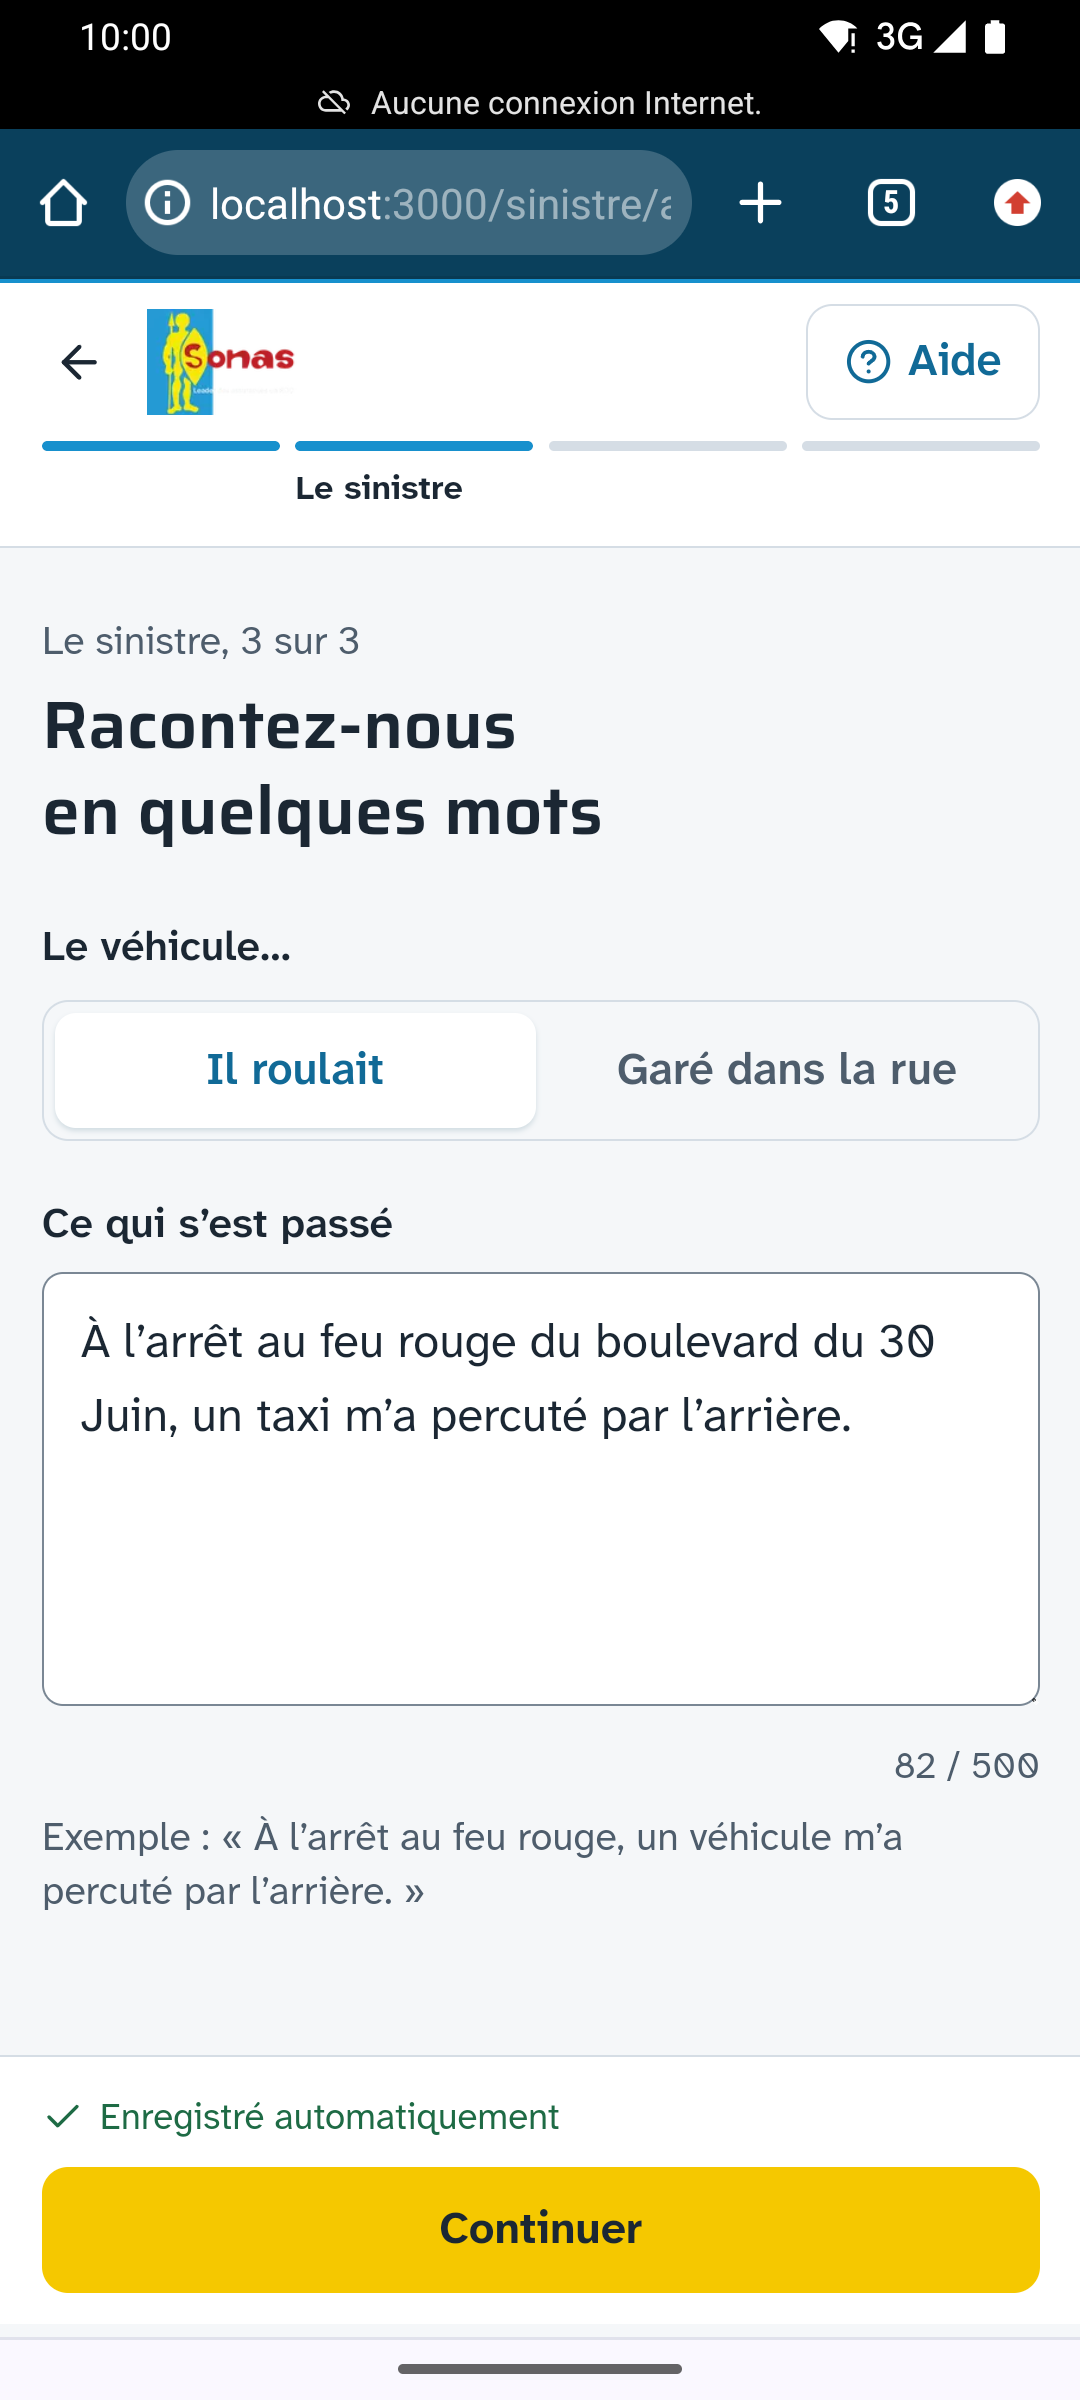 10:00
3G
Aucune connexion Internet.
localhost:3000/sinistre/
5
Sonas
Aide
Le sinistre
Le sinistre, 3 sur 3
Racontez-nous
en quelques mots
Le véhicule...
Il roulait
Garé dans la rue
Ce qui s’est passé
À l’arrêt au feu rouge du boulevard du 30
Juin, un taxi m’a percuté par l’arrière.
82 / 500
Exemple : « À l’arrêt au feu rouge, un véhicule m’a
percuté par l’arrière. »
Enregistré automatiquement
Continuer